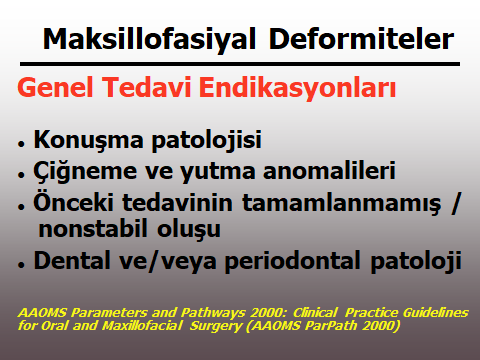 Maksillofasiyal Deformiteler
Genel Tedavi Endikasyonları
• Konuşma patolojisi
• Çiğneme ve yutma anomalileri
• Önceki tedavinin tamamlanmamış /
nonstabil oluşu
• Dental ve/veya periodontal patoloji
AAOMS Parameters and Pathways 2000: Clinical Practice Guidelines
for Oral and Maxillofacial Surgery (AAOMS ParPath 2000)